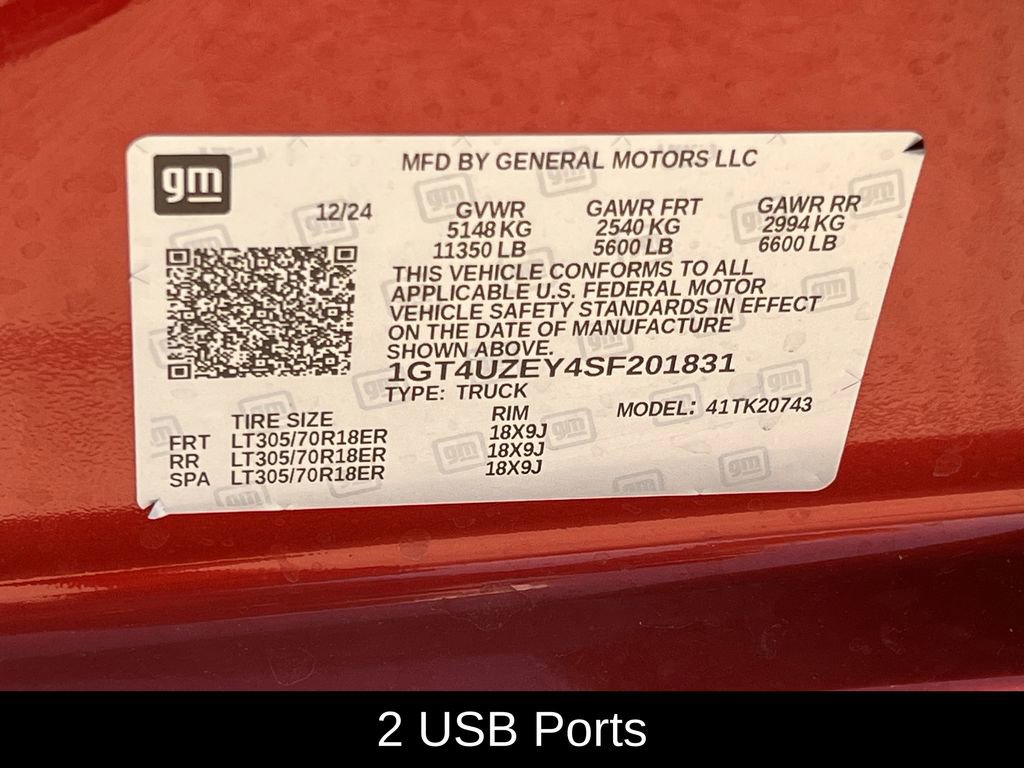 gm
MFD BY GENERAL MOTORS LLC
12/24
GVWR GAWR FRT GAWR RR
5148 KG 2540 KG 2994 KG
11350 LB 5600 LB 6600 LB
THIS VEHICLE CONFORMS TO ALL
APPLICABLE U.S. FEDERAL MOTOR
VEHICLE SAFETY STANDARDS IN EFFECT
ON THE DATE OF MANUFACTURE
SHOWN ABOVE.
1GT4UZEY4SF201831
TYPE: TRUCK
MODEL: 41TK20743
TIRE SIZE RIM
FRT LT305/70R18ER 18X9J
RR LT305/70R18ER 18X9J
SPA LT305/70R18ER 18X9J
2 USB Ports